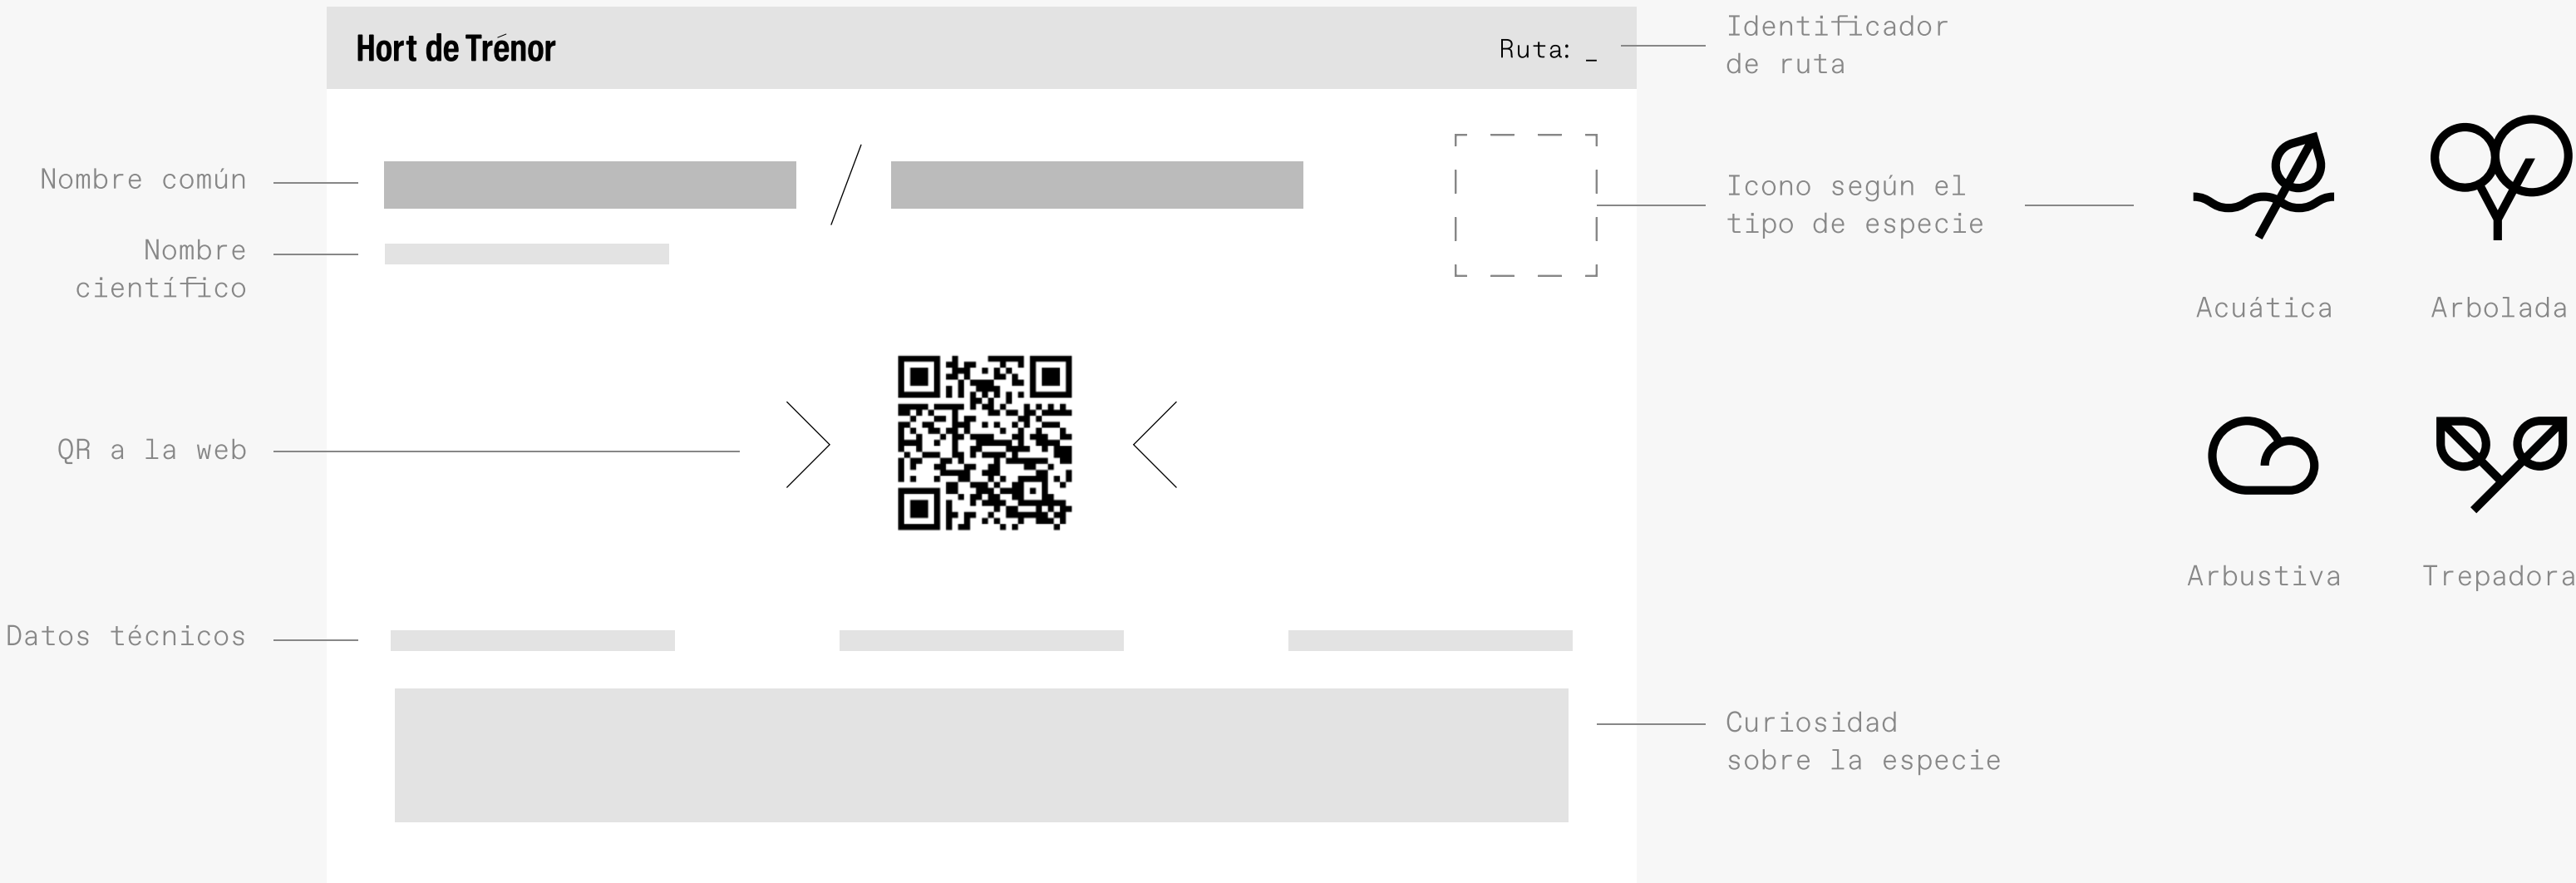 Hort de Trénor
Ruta: _
Identificador
de ruta
Nombre común
Nombre
científico
Icono según el
tipo de especie
Acuática
Arbolada
QR a la web
Arbustiva
Trepadora
Datos técnicos
Curiosidad
sobre la especie